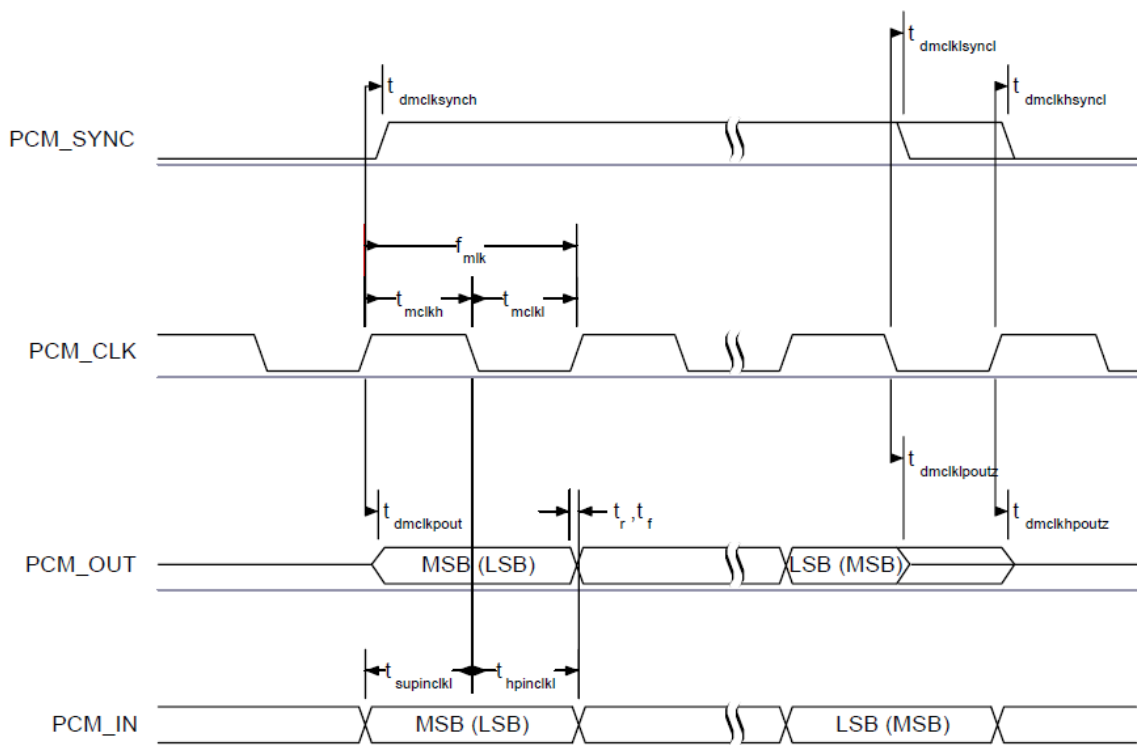 t dmclklsyncl
t dmclksynch
t dmclkhsyncl
PCM_SYNC
f mlk
t mclkh
t mclkl
PCM_CLK
t dmclklpoutz
t dmclkpout
t r ,t f
t dmclkhpoutz
PCM_OUT
MSB (LSB)
LSB (MSB)
t supinclkl
t hpinclkl
PCM_IN
MSB (LSB)
LSB (MSB)